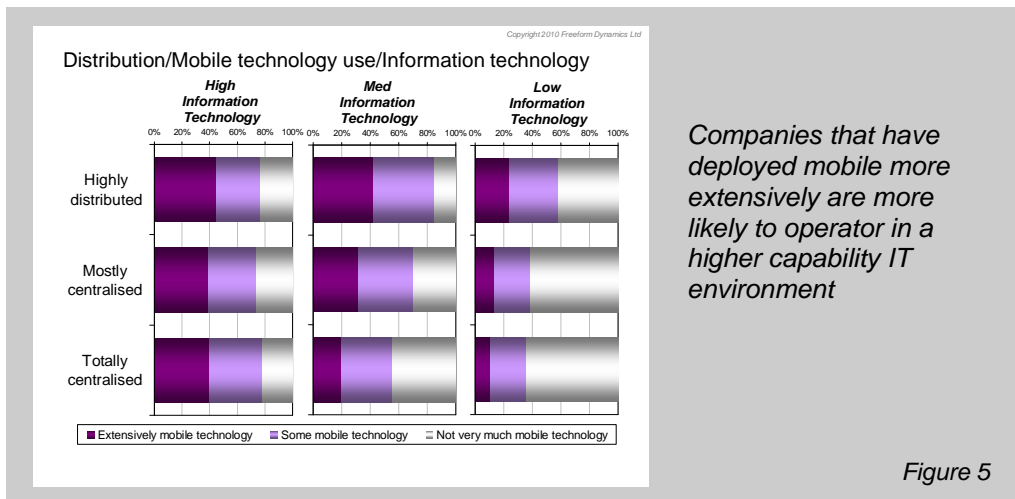 Copyright 2010 Freeform Dynamics Ltd
Distribution/Mobile technology use/Information technology
High
Information
Technology
Med
Information
Technology
Low
Information
Technology
0% 20% 40% 60% 80% 100%
0% 20% 40% 60% 80% 100%
0% 20% 40% 60% 80% 100%
Highly
distributed
Mostly
centralised
Totally
centralised
Extensively mobile technology Some mobile technology Not very much mobile technology
Companies that have
deployed mobile more
extensively are more
likely to operator in a
higher capability IT
environment
Figure 5